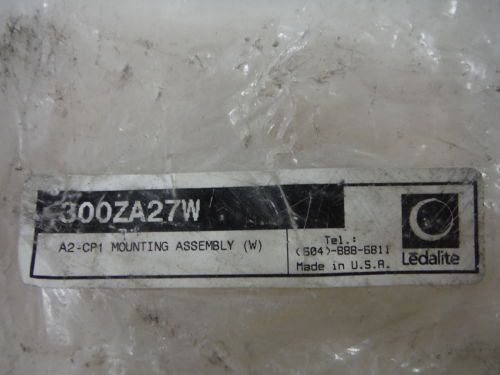 300ZA27W
A2-CP1 MOUNTING ASSEMBLY (W)
Tel.:
(604)-888-6811
Made in U.S.A.
Ledalite